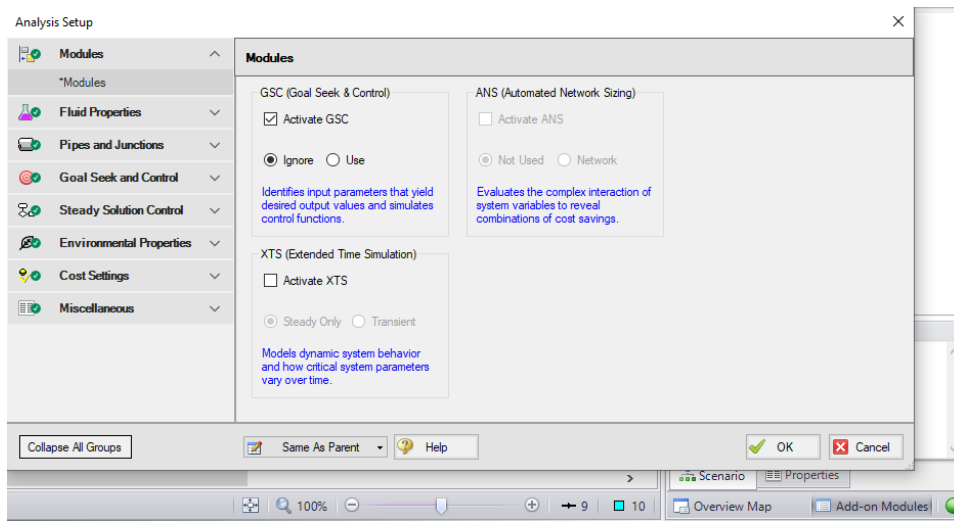 Analysis Setup
Modules
*Modules
Fluid Properties
Pipes and Junctions
Goal Seek and Control
Steady Solution Control
Environmental Properties
Cost Settings
Miscellaneous
Collapse All Groups
Modules
GSC (Goal Seek & Control)
Activate GSC
Ignore Use
Identifies input parameters that yield
desired output values and simulates
control functions.
ANS (Automated Network Sizing)
Activate ANS
Not Used Network
Evaluates the complex interaction of
system variables to reveal
combinations of cost savings.
XTS (Extended Time Simulation)
Activate XTS
Steady Only Transient
Models dynamic system behavior
and how critical system parameters
vary over time.
Same As Parent Help OK Cancel
Scenario Properties
100% 9 10 Overview Map Add-on Modules